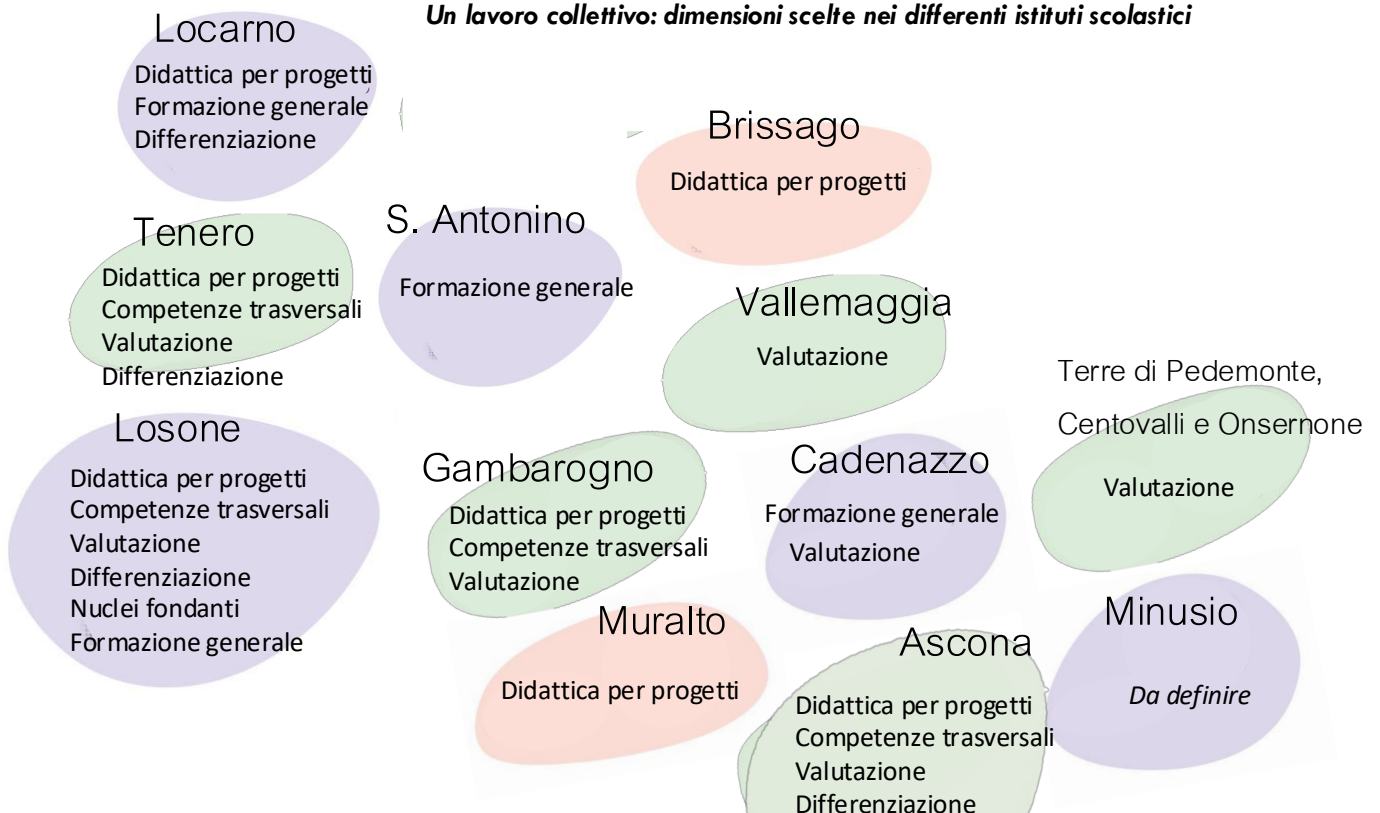 Un lavoro collettivo: dimensioni scelte nei differenti istituti scolastici
Locarno
Didattica per progetti
Formazione generale
Differenziazione
Brissago
Didattica per progetti
Tenero
Didattica per progetti
Competenze trasversali
Valutazione
Differenziazione
S. Antonino
Formazione generale
Vallemaggia
Valutazione
Terre di Pedemonte,
Centovalli e Onsernone
Valutazione
Losone
Didattica per progetti
Competenze trasversali
Valutazione
Differenziazione
Nuclei fondanti
Formazione generale
Gambarogno
Didattica per progetti
Competenze trasversali
Valutazione
Cadenazzo
Formazione generale
Valutazione
Muralto
Didattica per progetti
Ascona
Didattica per progetti
Competenze trasversali
Valutazione
Differenziazione
Minusio
Da definire